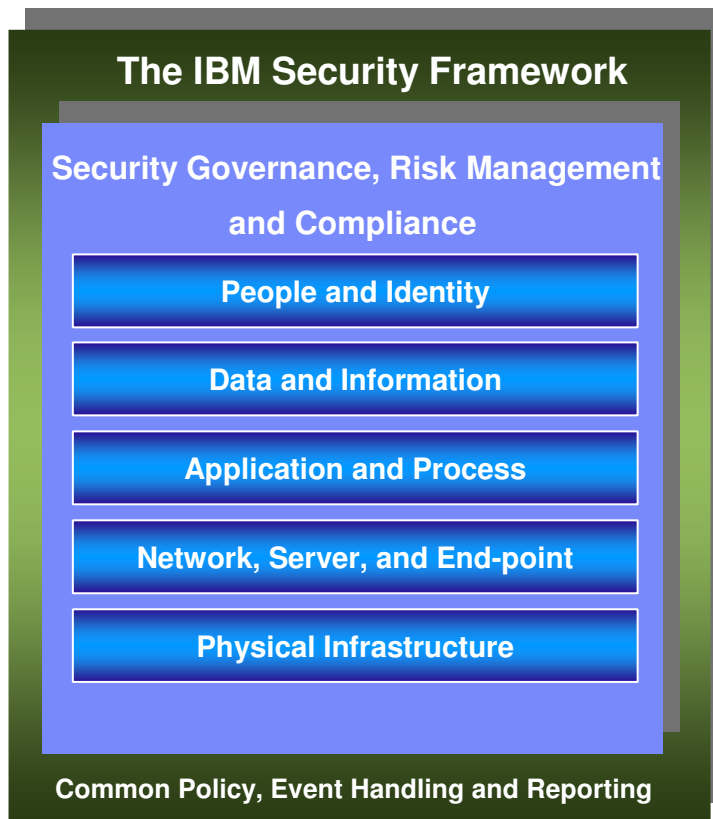 The IBM Security Framework
Security Governance, Risk Management
and Compliance
People and Identity
Data and Information
Application and Process
Network, Server, and End-point
Physical Infrastructure
Common Policy, Event Handling and Reporting